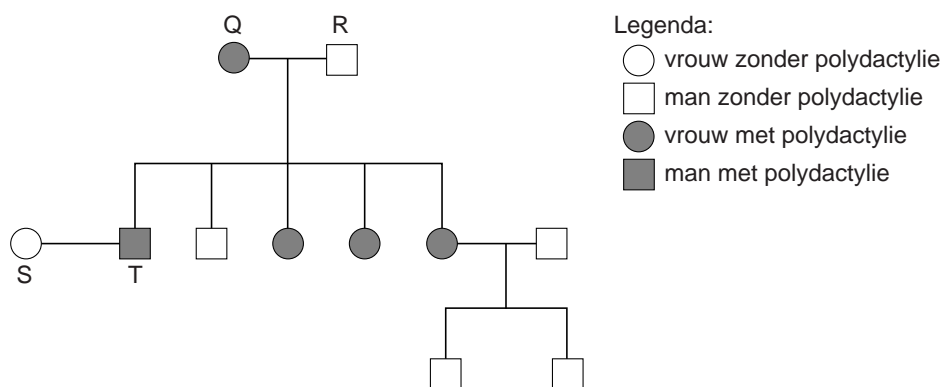 Q R
Legenda:
vrouw zonder polydactylie
man zonder polydactylie
vrouw met polydactylie
man met polydactylie
S T